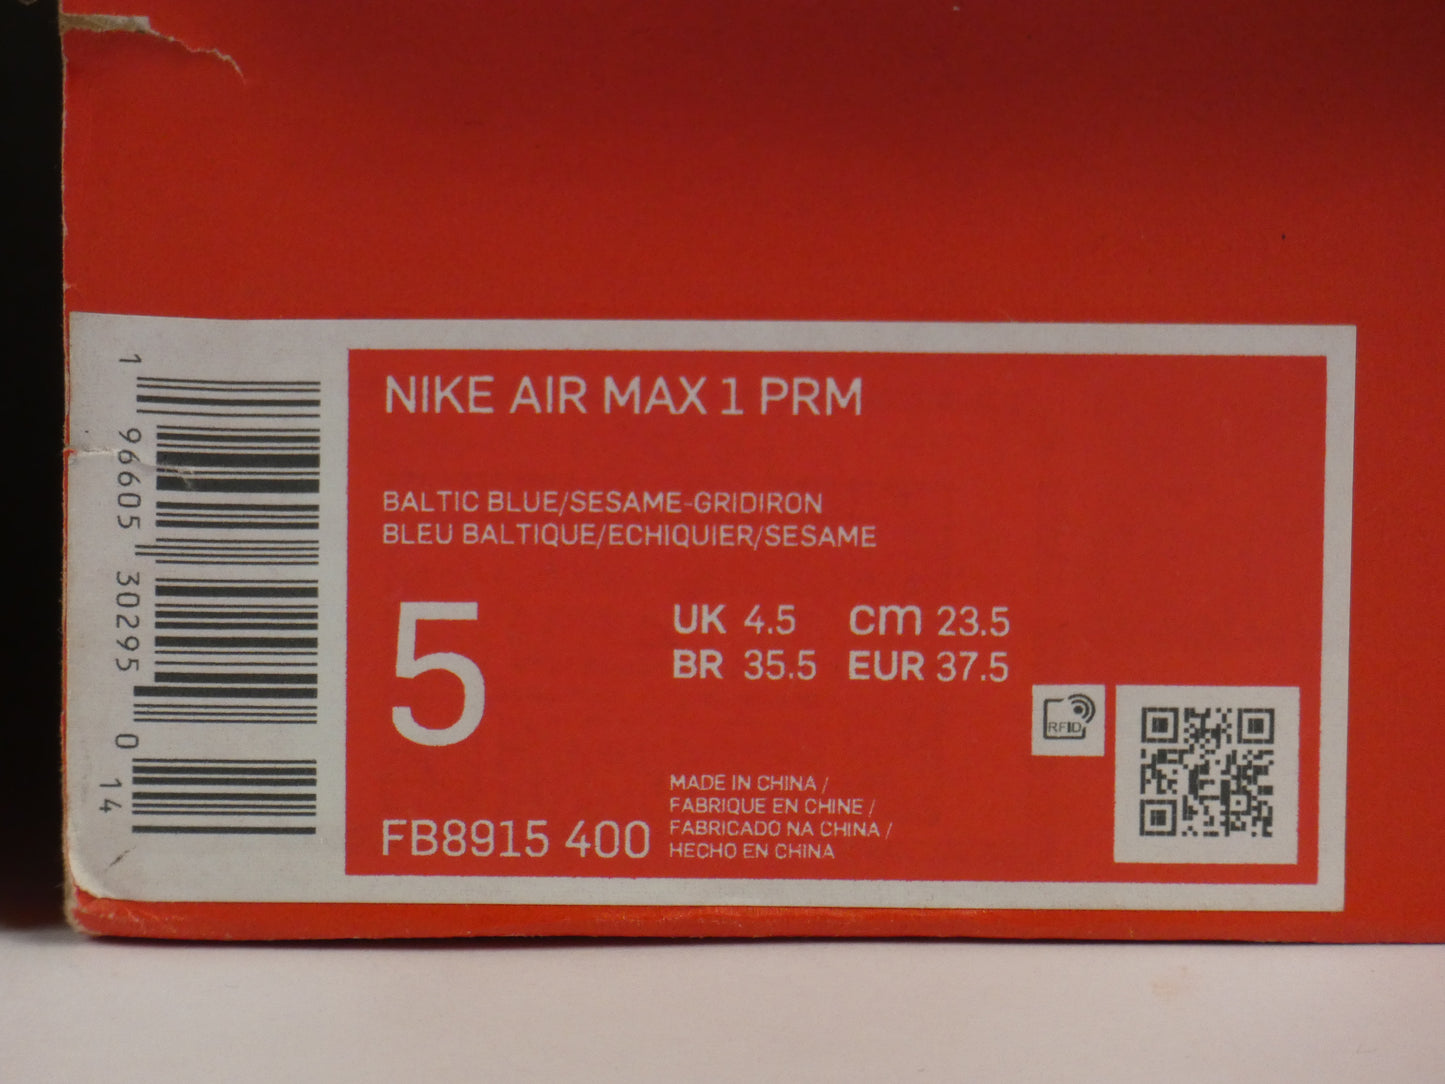 1 96605 30295 0 14
NIKE AIR MAX 1 PRM
BALTIC BLUE/SESAME-GRIDIRON
BLEU BALTIQUE/ECHIQUIER/SESAME
5
UK 4.5 cm 23.5
BR 35.5 EUR 37.5
RFID
FB8915 400
MADE IN CHINA /
FABRIQUE EN CHINE /
FABRICADO NA CHINA /
HECHO EN CHINA